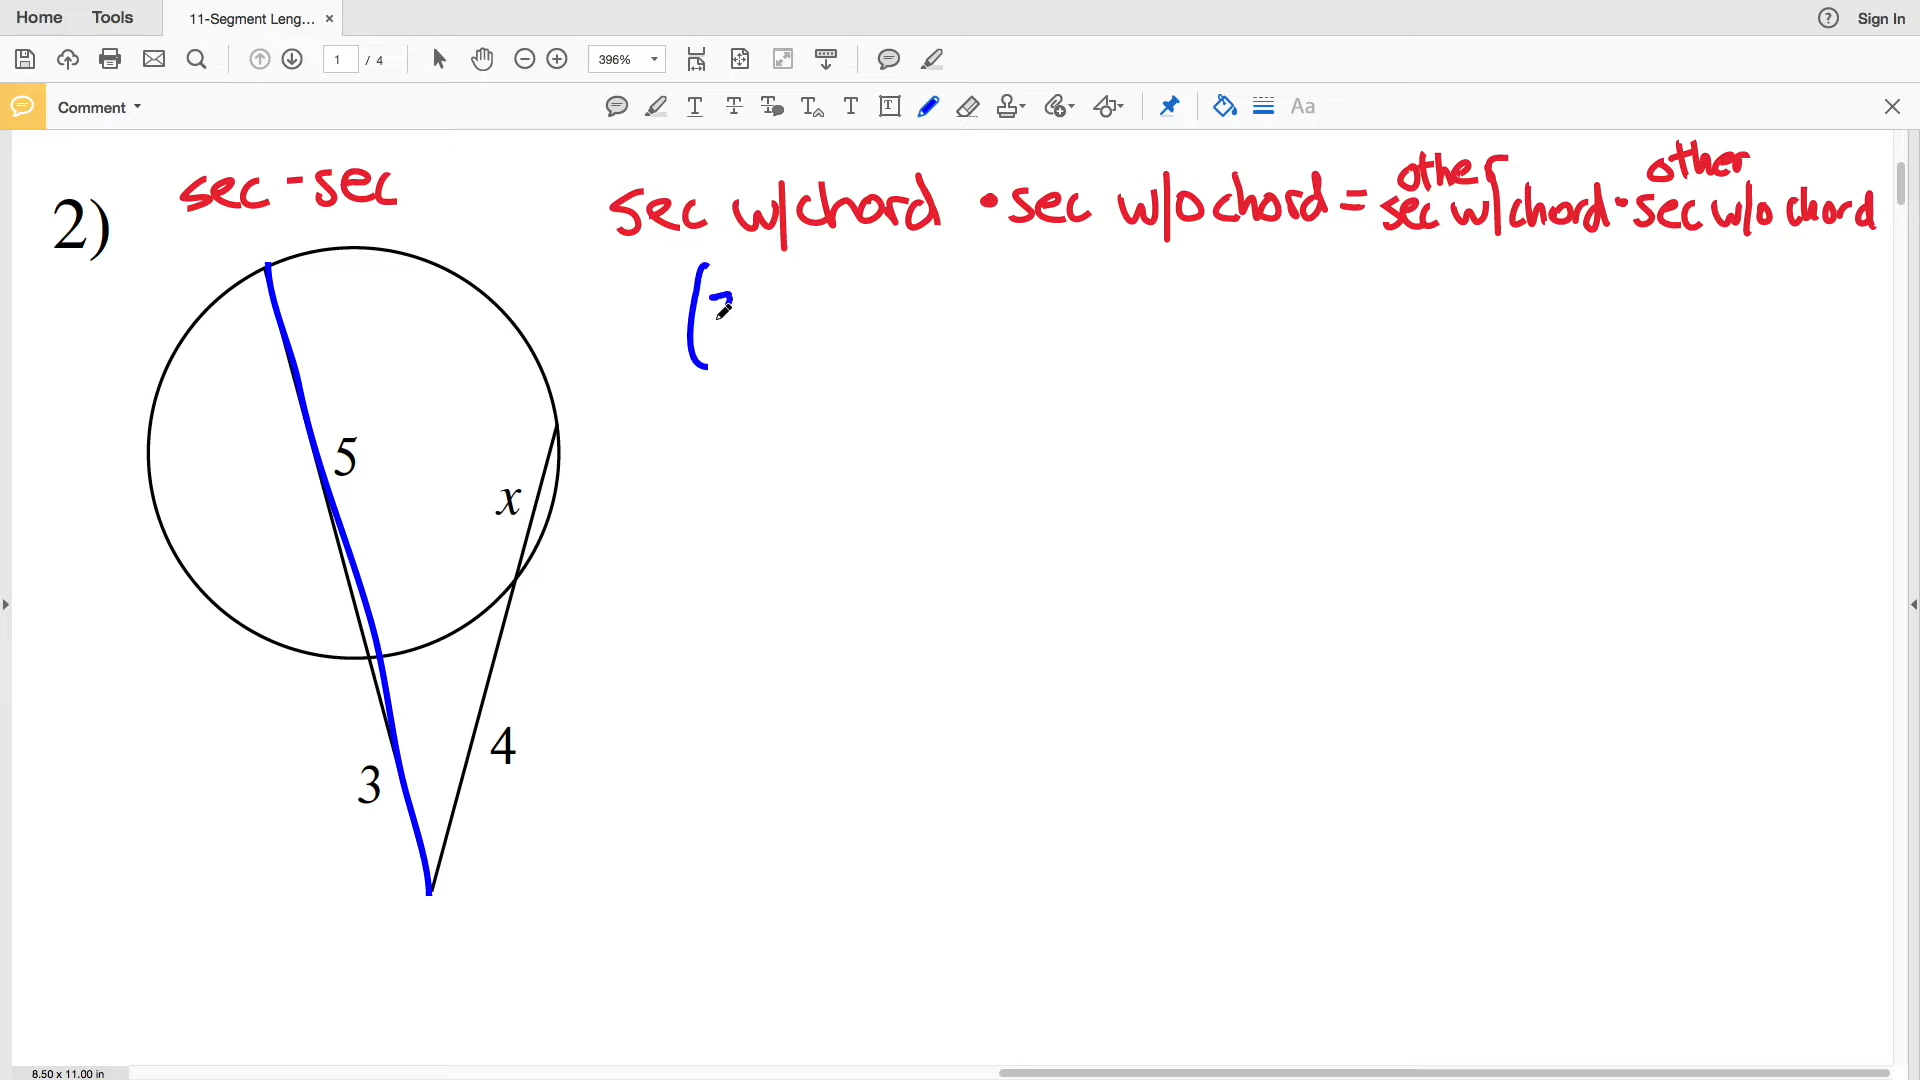 Home Tools 11-Segment Leng... × ? Sign In
1 / 4 396%
Comment T T T T T T Aa
other other
2) sec - sec sec w/chord • sec w/o chord = sec w/chord • sec w/o chord
(
5
x
4
3
8.50 x 11.00 in